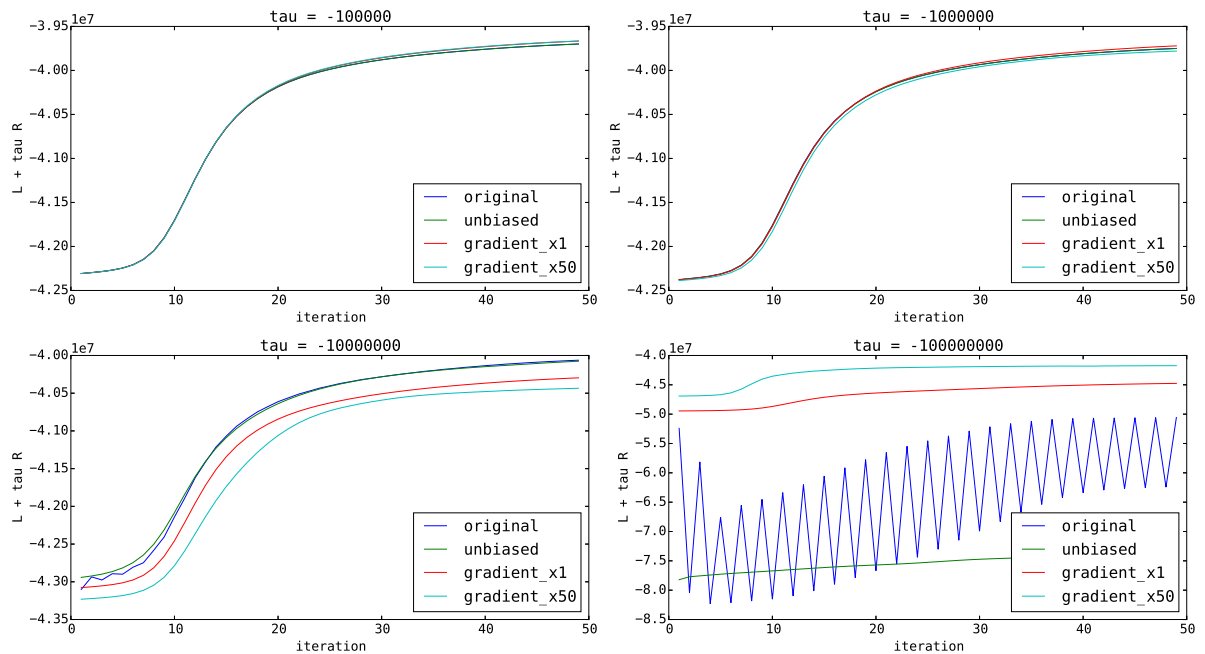 tau = -100000
1e7
−3.95
−4.00
−4.05
−4.10
−4.15
−4.20
−4.25
L + tau R
original
unbiased
gradient_x1
gradient_x50
0 10 20 30 40 50
iteration
tau = -1000000
1e7
−3.95
−4.00
−4.05
−4.10
−4.15
−4.20
−4.25
L + tau R
original
unbiased
gradient_x1
gradient_x50
0 10 20 30 40 50
iteration
tau = -10000000
1e7
−4.00
−4.05
−4.10
−4.15
−4.20
−4.25
−4.30
−4.35
L + tau R
original
unbiased
gradient_x1
gradient_x50
0 10 20 30 40 50
iteration
tau = -100000000
1e7
−4.0
−4.5
−5.0
−5.5
−6.0
−6.5
−7.0
−7.5
−8.0
−8.5
L + tau R
original
unbiased
gradient_x1
gradient_x50
0 10 20 30 40 50
iteration